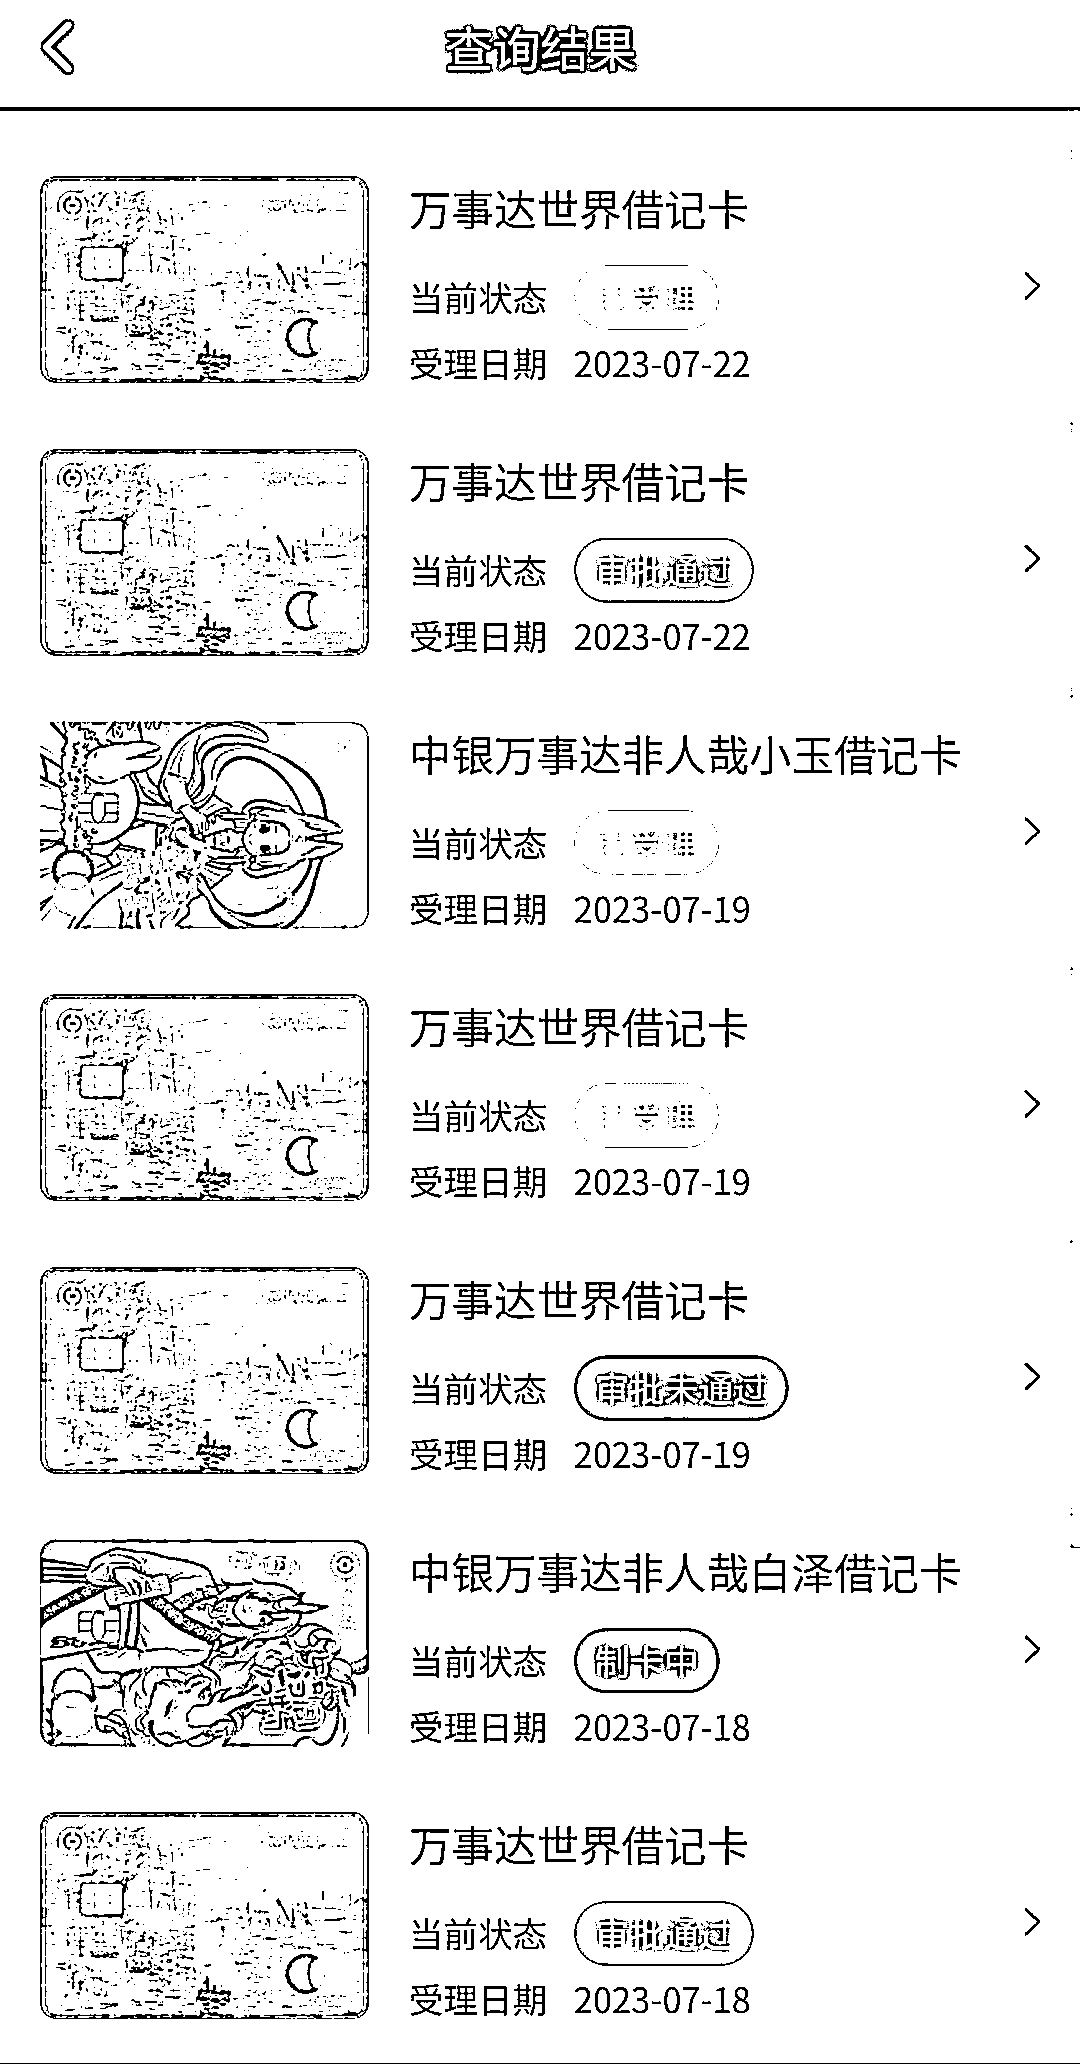 查询结果
万事达世界借记卡
当前状态 受理
受理日期 2023-07-22
万事达世界借记卡
当前状态 审批通过
受理日期 2023-07-22
中银万事达非人哉小玉借记卡
当前状态 受理
受理日期 2023-07-19
万事达世界借记卡
当前状态 受理
受理日期 2023-07-19
万事达世界借记卡
当前状态 审批未通过
受理日期 2023-07-19
中银万事达非人哉白泽借记卡
当前状态 制卡中
受理日期 2023-07-18
万事达世界借记卡
当前状态 审批通过
受理日期 2023-07-18